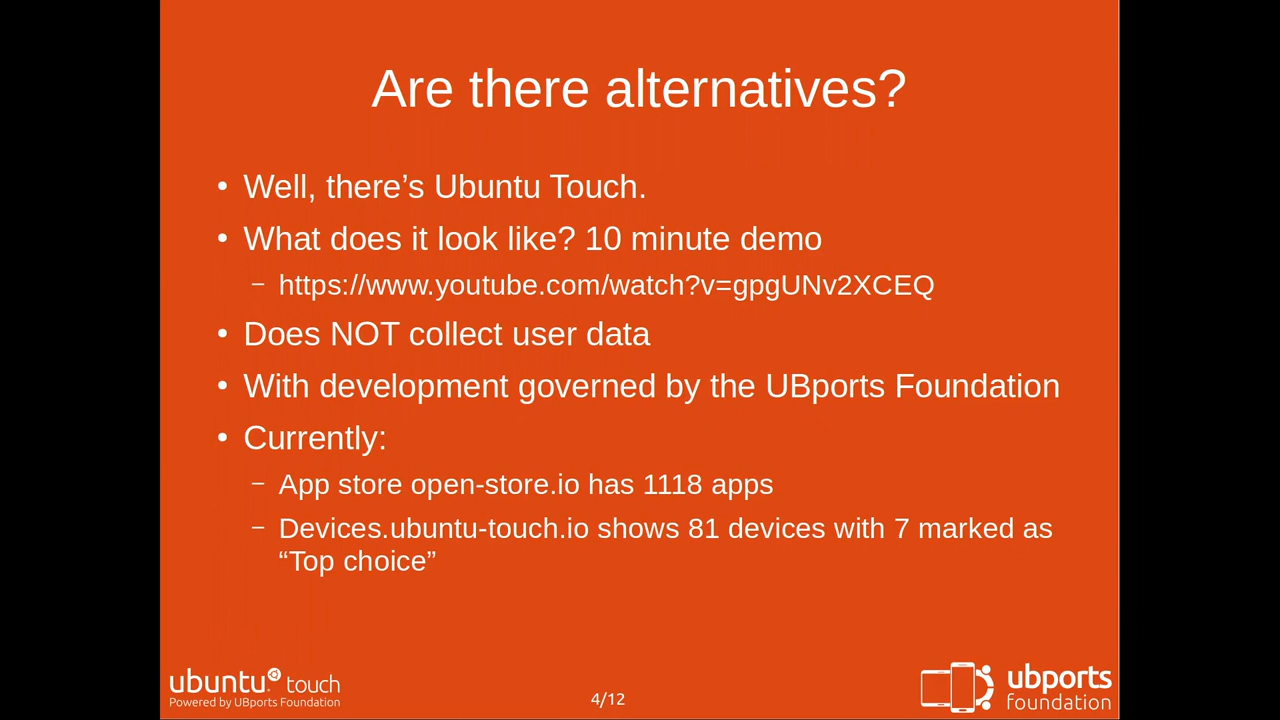 Are there alternatives?
• Well, there’s Ubuntu Touch.
• What does it look like? 10 minute demo
– https://www.youtube.com/watch?v=gpgUNv2XCEQ
• Does NOT collect user data
• With development governed by the UBports Foundation
• Currently:
– App store open-store.io has 1118 apps
– Devices.ubuntu-touch.io shows 81 devices with 7 marked as
“Top choice”
ubuntu touch
Powered by UBports Foundation
4/12
ubports
foundation